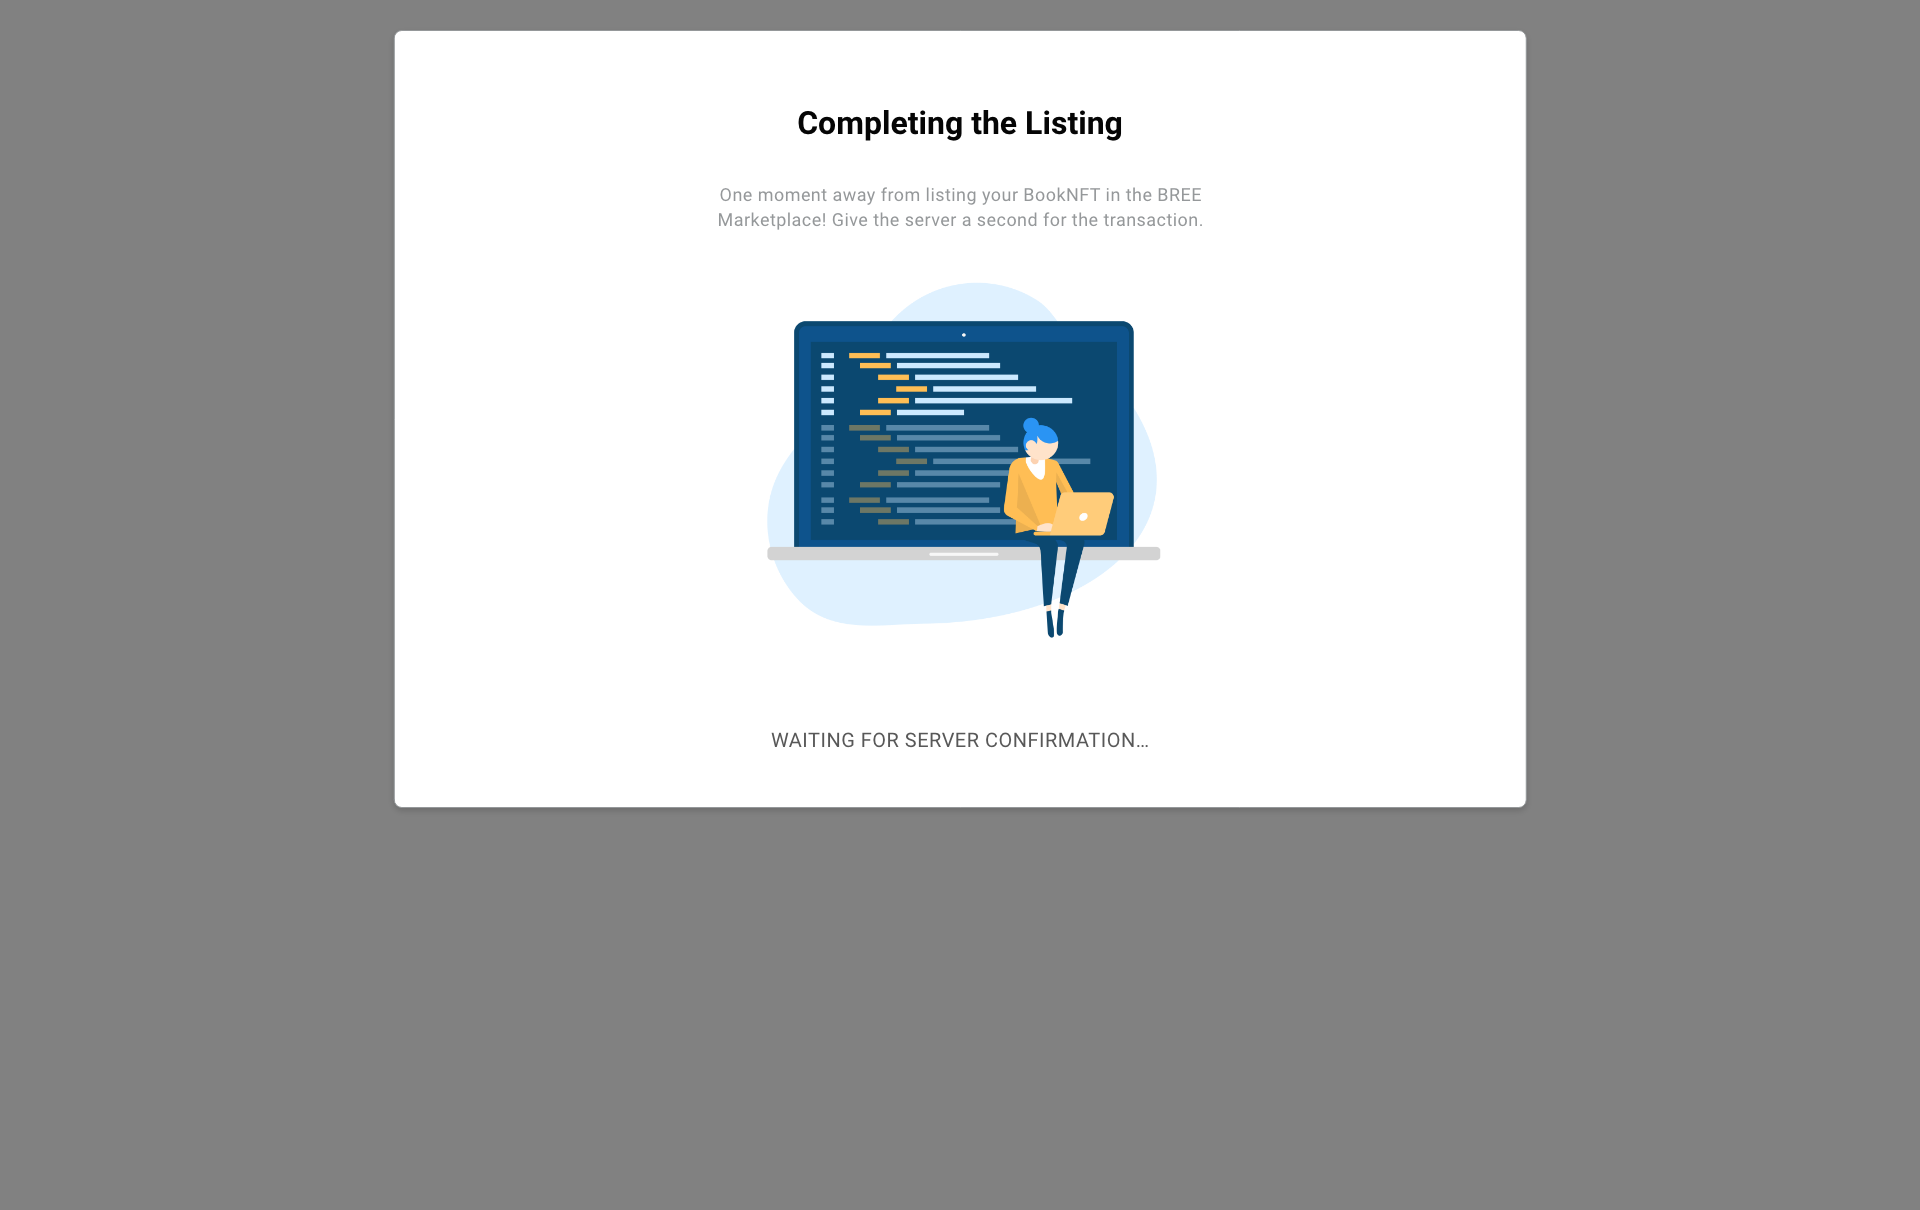 Completing the Listing
One moment away from listing your BookNFT in the BREE
Marketplace! Give the server a second for the transaction.
WAITING FOR SERVER CONFIRMATION...